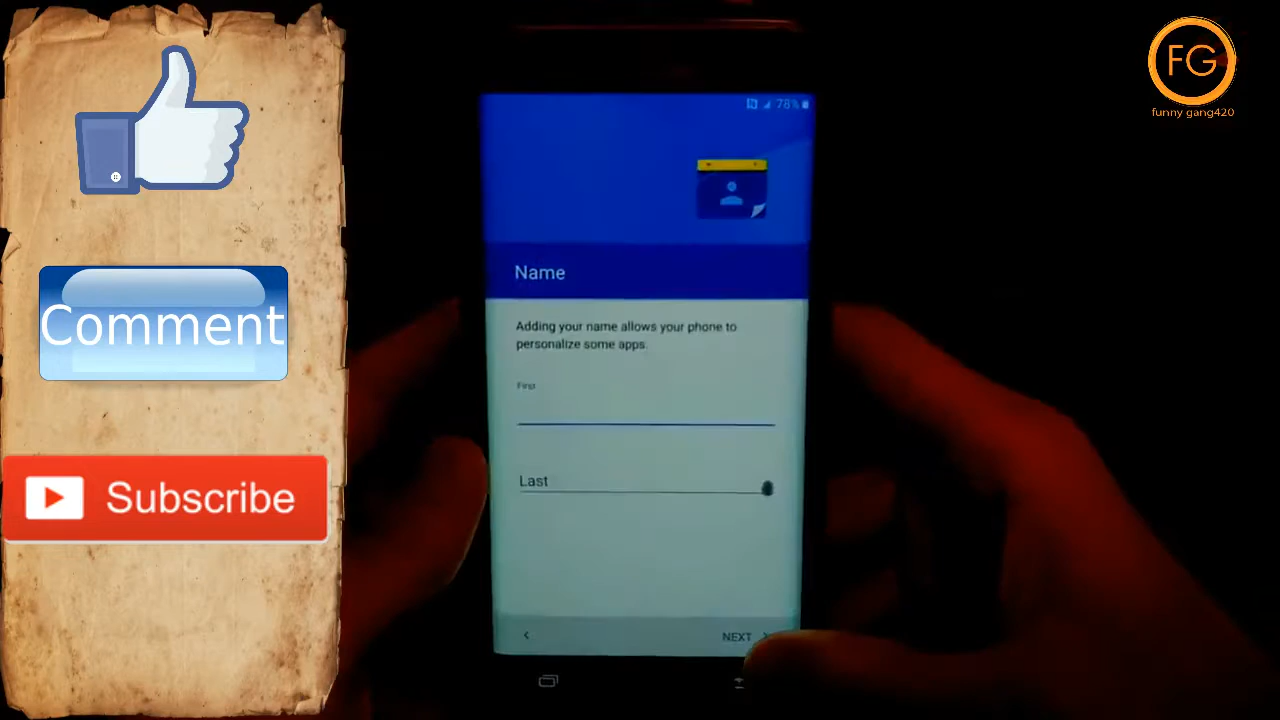 FG
funny gang420
78%
Name
Adding your name allows your phone to
personalize some apps.
First
Last
NEXT
Comment
Subscribe